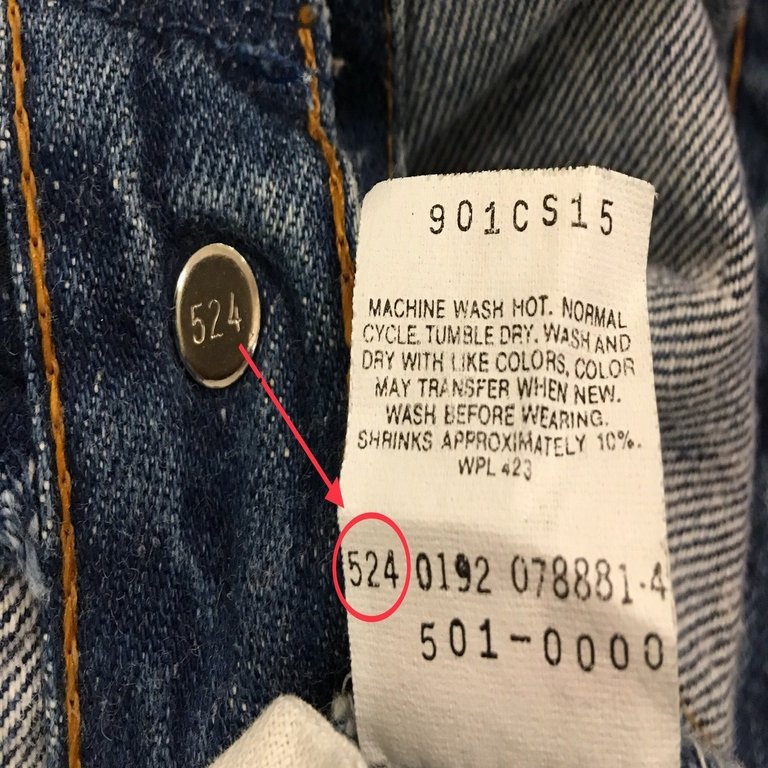 524
901CS15
MACHINE WASH HOT. NORMAL
CYCLE. TUMBLE DRY. WASH AND
DRY WITH LIKE COLORS, COLOR
MAY TRANSFER WHEN NEW.
WASH BEFORE WEARING.
SHRINKS APPROXIMATELY 10%.
WPL 423
524 0192 078881-4
501-0000